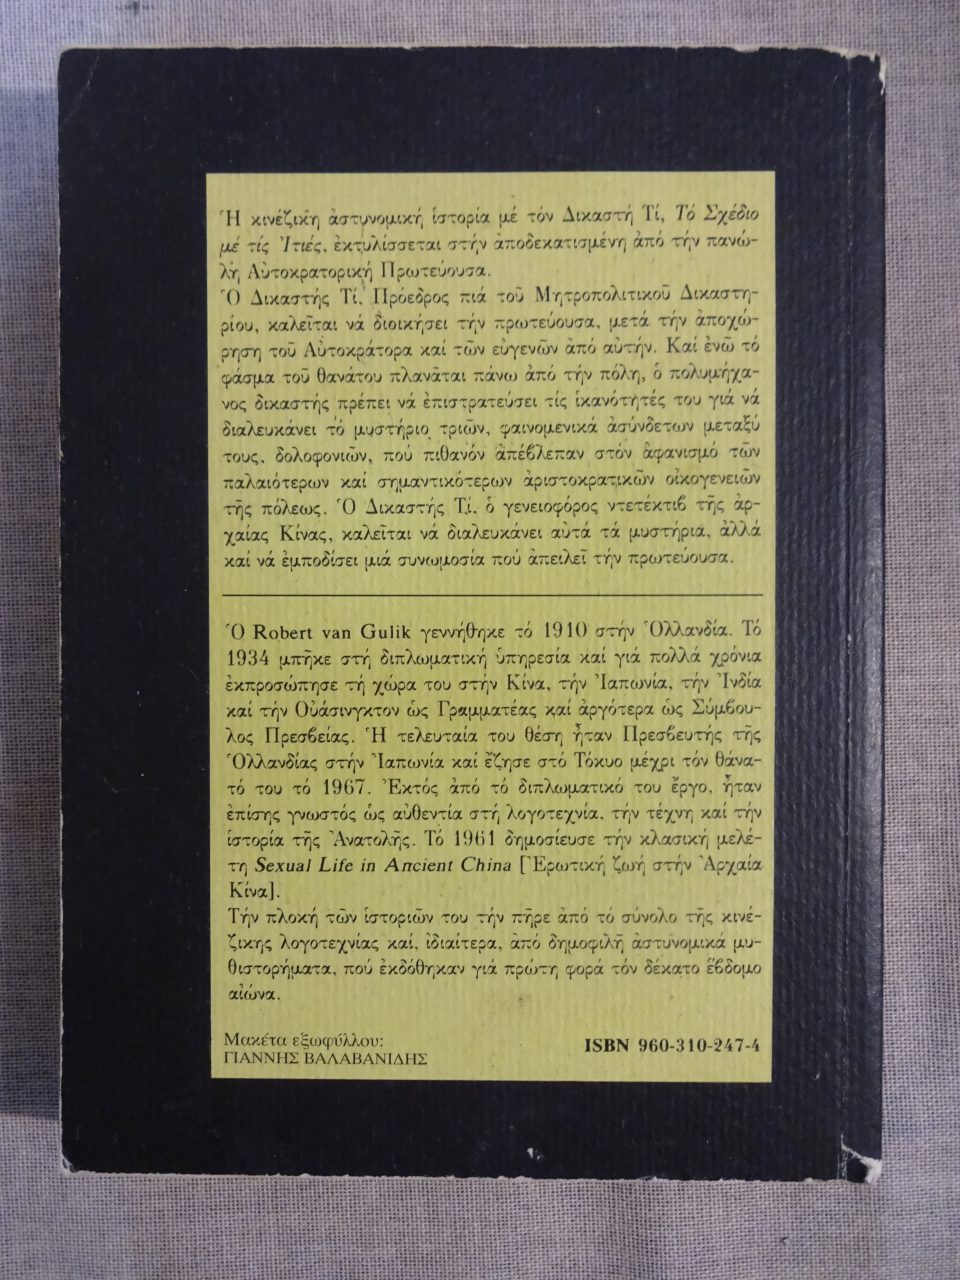 Ἡ κινέζικη ἀστυνομική ἱστορία μέ τόν Δικαστή Τί, Τό Σχέδιο
μέ τίς Ἰτιές, ἐκτυλίσσεται στήν ἀποδεκατισμένη ἀπό τήν πανώ-
λη Αὐτοκρατορική Πρωτεύουσα.
Ὁ Δικαστής Τί, Πρόεδρος πιά τοῦ Μητροπολιτικοῦ Δικαστη-
ρίου, καλεῖται νά διοικήσει τήν πρωτεύουσα, μετά τήν ἀποχώ-
ρηση τοῦ Αὐτοκράτορα καί τῶν εὐγενῶν ἀπό αὐτήν. Καί ἐνῶ τό
φάσμα τοῦ θανάτου πλανᾶται πάνω ἀπό τήν πόλη, ὁ πολυμήχα-
νος δικαστής πρέπει νά ἐπιστρατεύσει τίς ἱκανότητές του γιά νά
διαλευκάνει τό μυστήριο τριῶν, φαινομενικά ἀσύνδετων μεταξύ
τους, δολοφονιῶν, πού πιθανόν ἀπέβλεπαν στόν ἀφανισμό τῶν
παλαιότερων καί σημαντικότερων ἀριστοκρατικῶν οἰκογενειῶν
τῆς πόλεως. Ὁ Δικαστής Τί, ὁ γενειοφόρος ντετέκτιβ τῆς ἀρ-
χαίας Κίνας, καλεῖται νά διαλευκάνει αὐτά τά μυστήρια, ἀλλά
καί νά ἐμποδίσει μιά συνωμοσία πού ἀπειλεῖ τήν πρωτεύουσα.
Ὁ Robert van Gulik γεννήθηκε τό 1910 στήν Ὁλλανδία. Τό
1934 μπῆκε στή διπλωματική ὑπηρεσία καί γιά πολλά χρόνια
ἐκπροσώπησε τή χώρα του στήν Κίνα, τήν Ἰαπωνία, τήν Ἰνδία
καί τήν Οὐάσινγκτον ὡς Γραμματέας καί ἀργότερα ὡς Σύμβου-
λος Πρεσβείας. Ἡ τελευταία του θέση ἦταν Πρεσβευτής τῆς
Ὁλλανδίας στήν Ἰαπωνία καί ἔζησε στό Τόκυο μέχρι τόν θάνα-
τό του τό 1967. Ἐκτός ἀπό τό διπλωματικό του ἔργο, ἦταν
ἐπίσης γνωστός ὡς αὐθεντία στή λογοτεχνία, τήν τέχνη καί τήν
ἱστορία τῆς Ἀνατολῆς. Τό 1961 δημοσίευσε τήν κλασική μελέ-
τη Sexual Life in Ancient China [Ἐρωτική ζωή στήν Ἀρχαία
Κίνα].
Τήν πλοκή τῶν ἱστοριῶν του τήν πῆρε ἀπό τό σύνολο τῆς κινέ-
ζικης λογοτεχνίας καί, ἰδιαίτερα, ἀπό δημοφιλῆ ἀστυνομικά μυ-
θιστορήματα, πού ἐκδόθηκαν γιά πρώτη φορά τόν δέκατο ἕβδομο
αἰώνα.
Μακέτα εξωφύλλου:
ΓΙΑΝΝΗΣ ΒΑΛΑΒΑΝΙΔΗΣ
ISBN 960-310-247-4